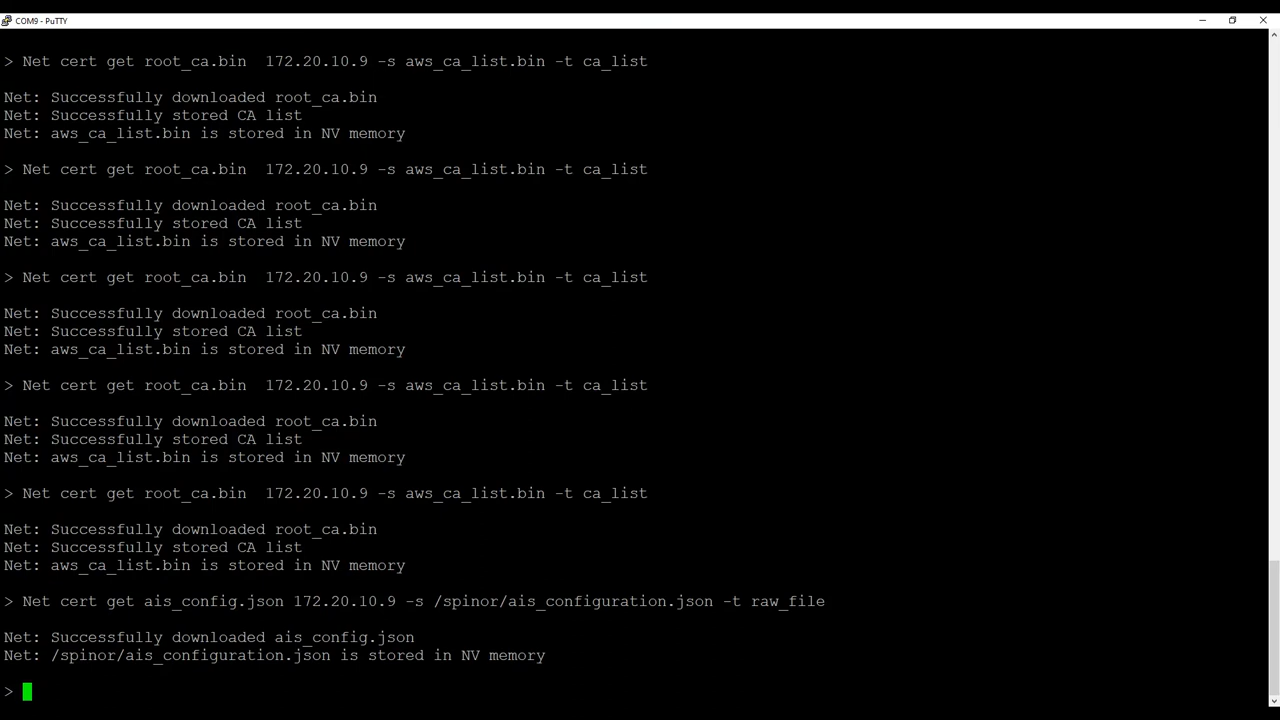 COM9 - PuTTY
> Net cert get root_ca.bin  172.20.10.9 -s aws_ca_list.bin -t ca_list
Net: Successfully downloaded root_ca.bin
Net: Successfully stored CA list
Net: aws_ca_list.bin is stored in NV memory
> Net cert get root_ca.bin  172.20.10.9 -s aws_ca_list.bin -t ca_list
Net: Successfully downloaded root_ca.bin
Net: Successfully stored CA list
Net: aws_ca_list.bin is stored in NV memory
> Net cert get root_ca.bin  172.20.10.9 -s aws_ca_list.bin -t ca_list
Net: Successfully downloaded root_ca.bin
Net: Successfully stored CA list
Net: aws_ca_list.bin is stored in NV memory
> Net cert get root_ca.bin  172.20.10.9 -s aws_ca_list.bin -t ca_list
Net: Successfully downloaded root_ca.bin
Net: Successfully stored CA list
Net: aws_ca_list.bin is stored in NV memory
> Net cert get root_ca.bin  172.20.10.9 -s aws_ca_list.bin -t ca_list
Net: Successfully downloaded root_ca.bin
Net: Successfully stored CA list
Net: aws_ca_list.bin is stored in NV memory
> Net cert get ais_config.json 172.20.10.9 -s /spinor/ais_configuration.json -t raw_file
Net: Successfully downloaded ais_config.json
Net: /spinor/ais_configuration.json is stored in NV memory
>